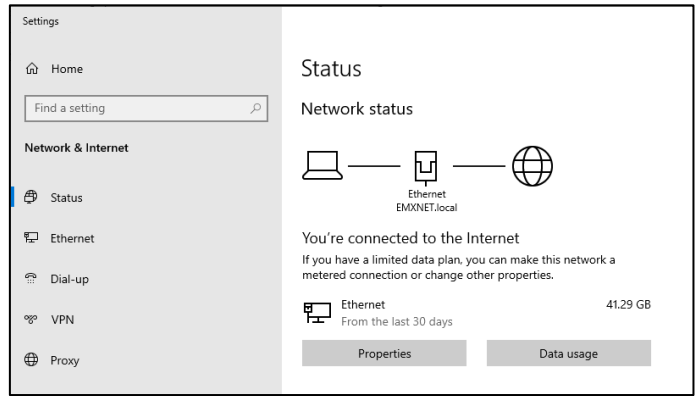 Settings
Home
Find a setting
Network & Internet
Status
Ethernet
Dial-up
VPN
Proxy
Status
Network status
Ethernet
EMXNET.local
You're connected to the Internet
If you have a limited data plan, you can make this network a
metered connection or change other properties.
Ethernet 41.29 GB
From the last 30 days
Properties Data usage